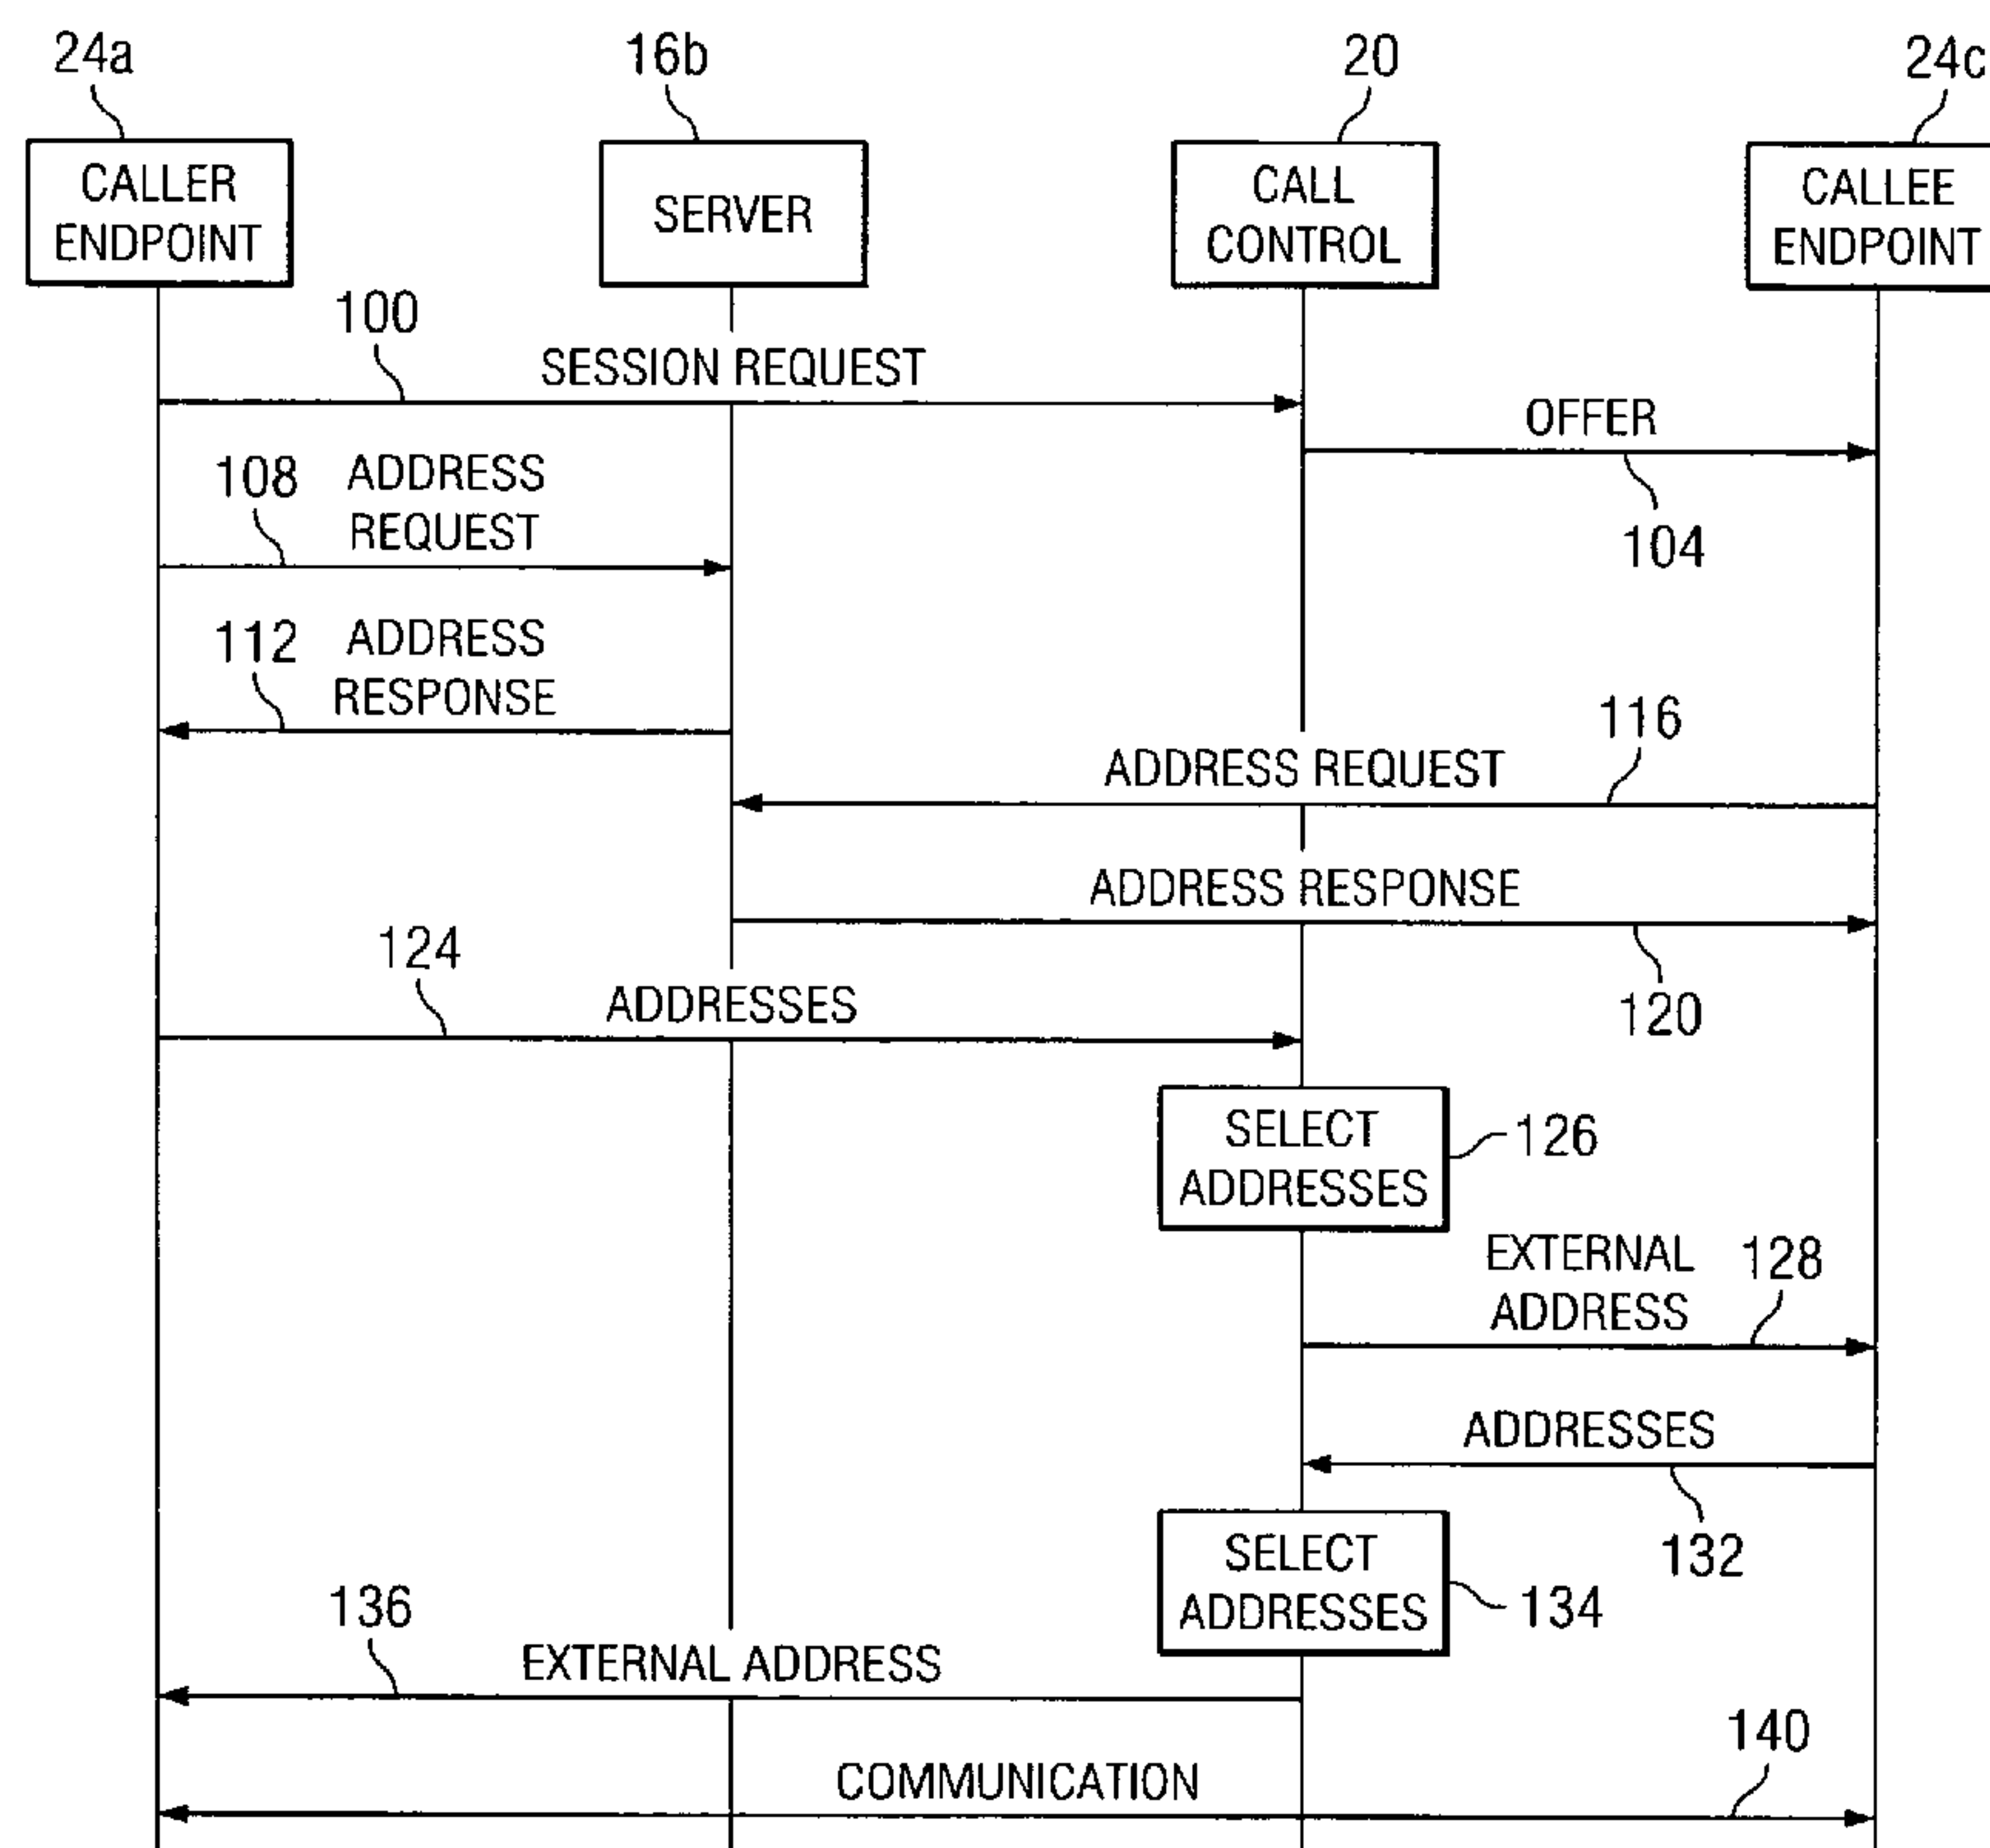 24a
16b
20
24c
CALLER
ENDPOINT
SERVER
CALL
CONTROL
CALLEE
ENDPOINT
100
SESSION REQUEST
OFFER
104
108
ADDRESS
REQUEST
112
ADDRESS
RESPONSE
116
ADDRESS REQUEST
ADDRESS RESPONSE
120
124
ADDRESSES
SELECT
ADDRESSES
126
EXTERNAL
ADDRESS
128
ADDRESSES
132
SELECT
ADDRESSES
134
136
EXTERNAL ADDRESS
140
COMMUNICATION